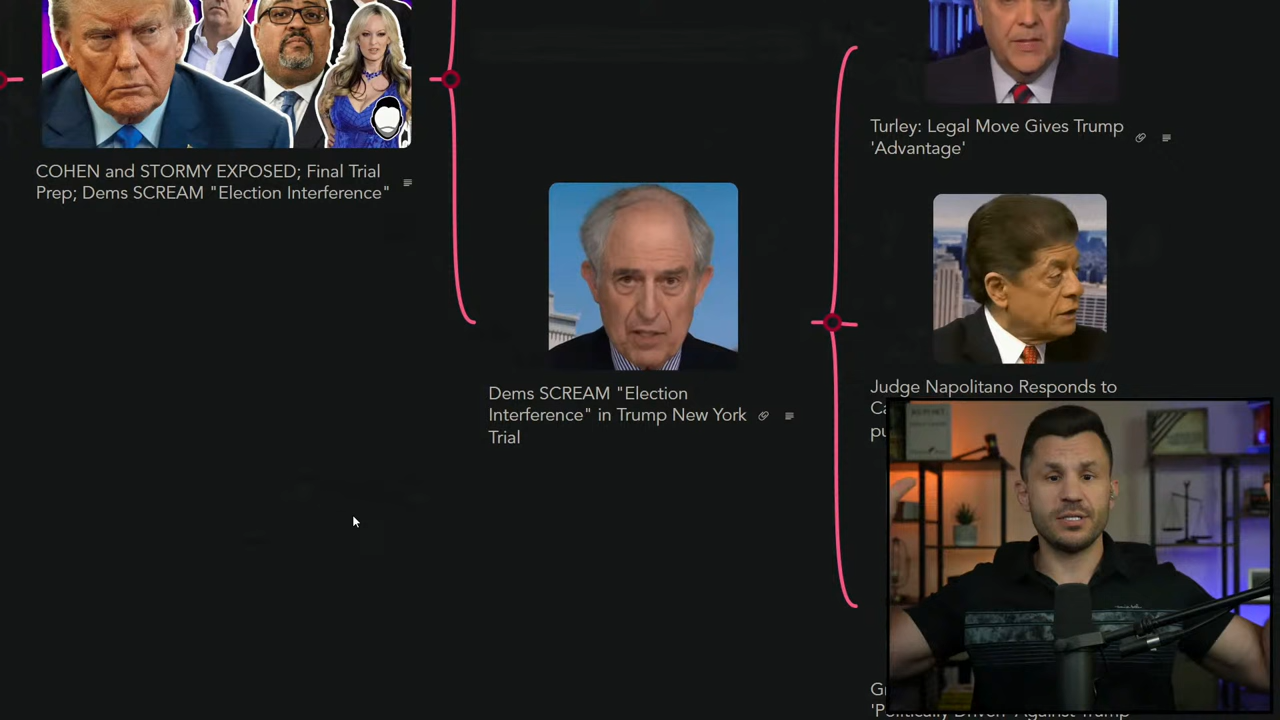 COHEN and STORMY EXPOSED; Final Trial
Prep; Dems SCREAM "Election Interference"
Dems SCREAM "Election
Interference" in Trump New York
Trial
Turley: Legal Move Gives Trump
'Advantage'
Judge Napolitano Responds to
'Politically Driven' Against Trump